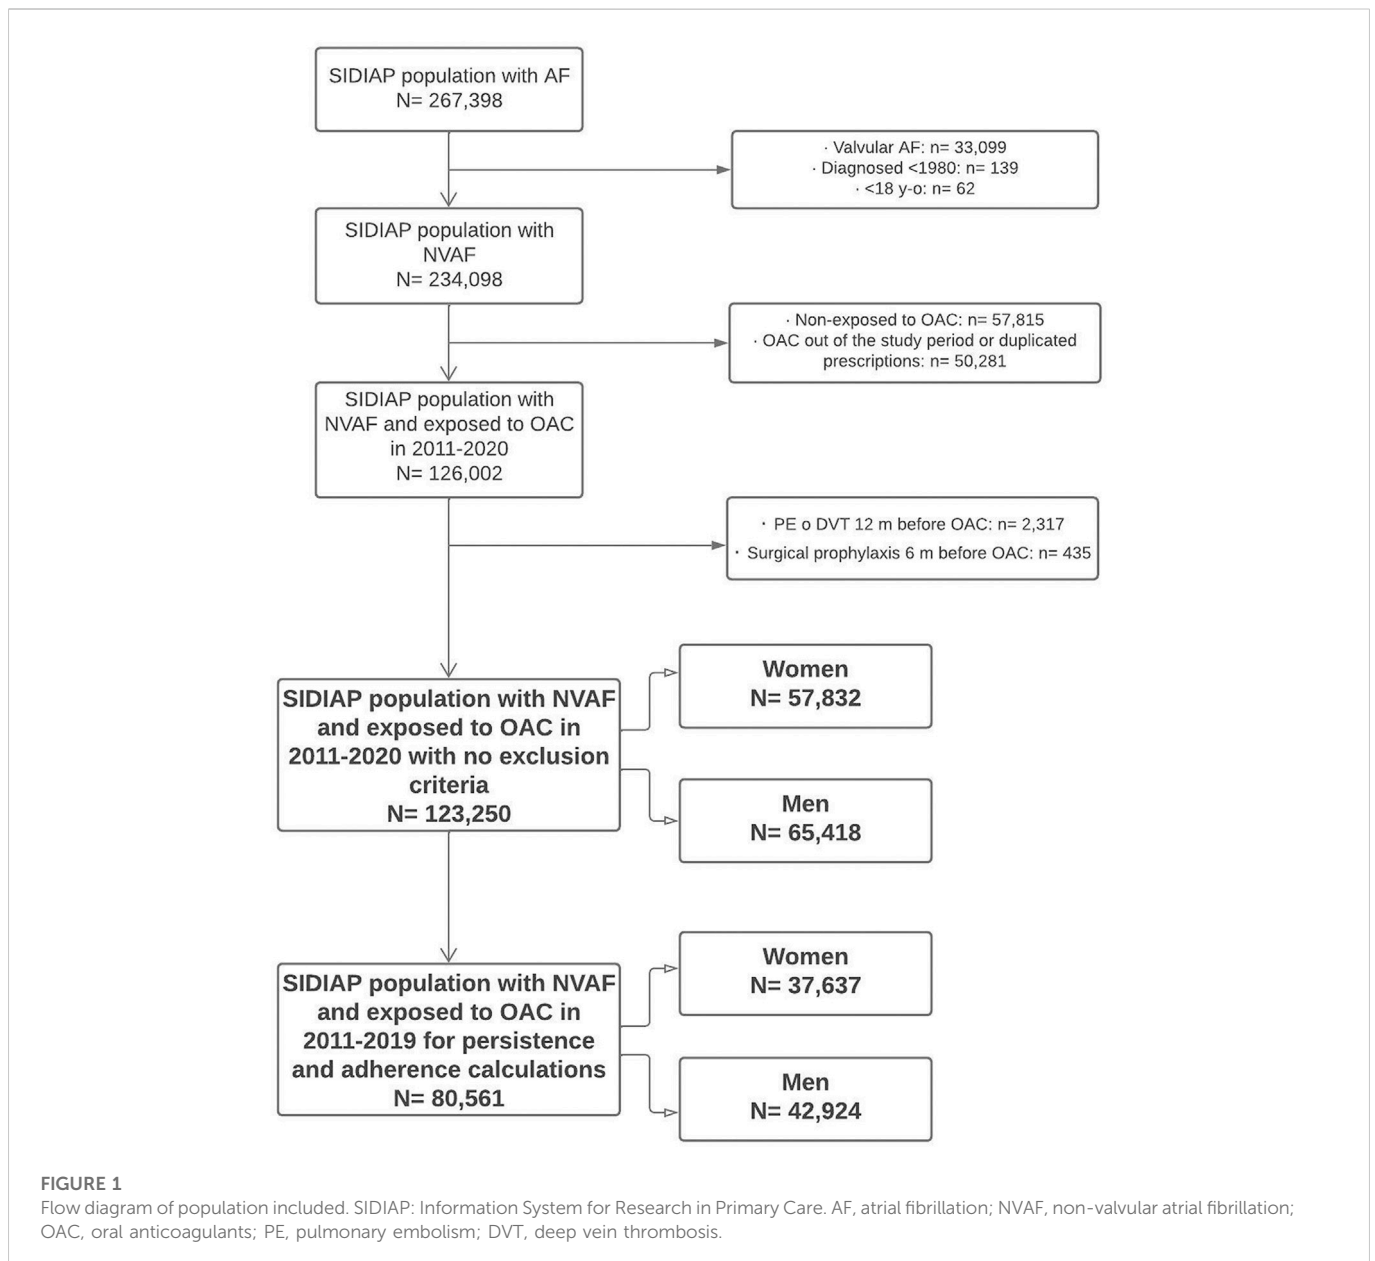 SIDIAP population with AF
N= 267,398
· Valvular AF: n= 33,099
· Diagnosed <1980: n= 139
· <18 y-o: n= 62
SIDIAP population with
NVAF
N= 234,098
· Non-exposed to OAC: n= 57,815
· OAC out of the study period or duplicated
prescriptions: n= 50,281
SIDIAP population with
NVAF and exposed to OAC
in 2011-2020
N= 126,002
· PE o DVT 12 m before OAC: n= 2,317
· Surgical prophylaxis 6 m before OAC: n= 435
SIDIAP population with NVAF
and exposed to OAC in
2011-2020 with no exclusion
criteria
N= 123,250
Women
N= 57,832
Men
N= 65,418
SIDIAP population with NVAF
and exposed to OAC in
2011-2019 for persistence
and adherence calculations
N= 80,561
Women
N= 37,637
Men
N= 42,924
FIGURE 1
Flow diagram of population included. SIDIAP: Information System for Research in Primary Care. AF, atrial fibrillation; NVAF, non-valvular atrial fibrillation;
OAC, oral anticoagulants; PE, pulmonary embolism; DVT, deep vein thrombosis.